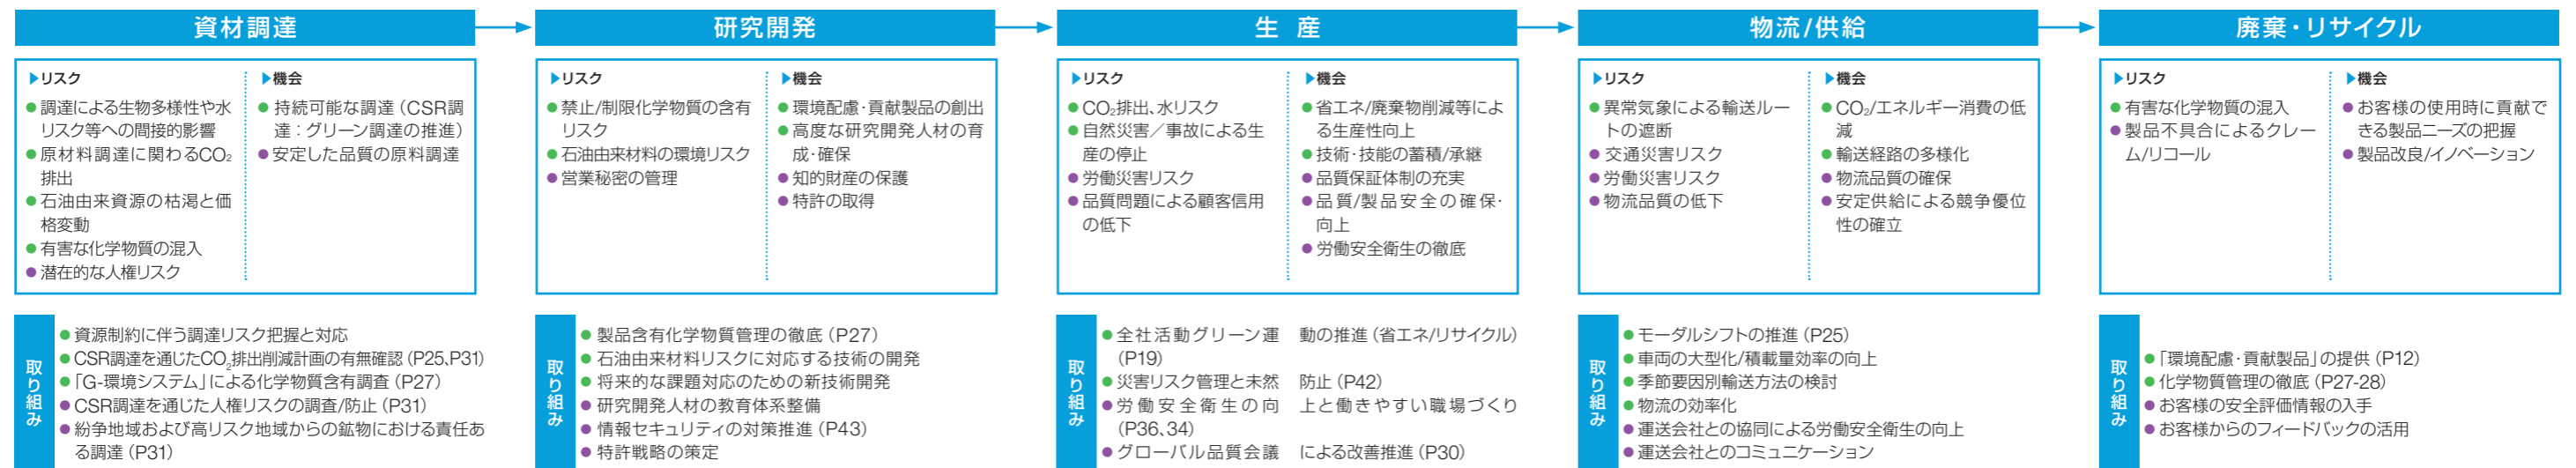 資材調達
▶リスク
● 調達による生物多様性や水
リスク等への間接的影響
● 原材料調達に関わるCO₂
排出
● 石油由来資源の枯渇と価
格変動
● 有害な化学物質の混入
● 潜在的な人権リスク
▶機会
● 持続可能な調達（CSR調
達：グリーン調達の推進）
● 安定した品質の原料調達
取り組み
● 資源制約に伴う調達リスク把握と対応
● CSR調達を通じたCO₂排出削減計画の有無確認（P25、P31）
● 「G-環境システム」による化学物質含有調査（P27）
● CSR調達を通じた人権リスクの調査/防止（P31）
● 紛争地域および高リスク地域からの鉱物における責任あ
る調達（P31）
研究開発
▶リスク
● 禁止/制限化学物質の含有
リスク
● 石油由来材料の環境リスク
● 営業秘密の管理
▶機会
● 環境配慮・貢献製品の創出
● 高度な研究開発人材の育
成・確保
● 知的財産の保護
● 特許の取得
取り組み
● 製品含有化学物質管理の徹底（P27）
● 石油由来材料リスクに対応する技術の開発
● 将来的な課題対応のための新技術開発
● 研究開発人材の教育体系整備
● 情報セキュリティの対策推進（P43）
● 特許戦略の策定
生 産
▶リスク
● CO₂排出、水リスク
● 自然災害／事故による生
産の停止
● 労働災害リスク
● 品質問題による顧客信用
の低下
▶機会
● 省エネ/廃棄物削減等によ
る生産性向上
● 技術・技能の蓄積/承継
● 品質保証体制の充実
● 品質/製品安全の確保・
向上
● 労働安全衛生の徹底
取り組み
● 全社活動グリーン運 動の推進（省エネ/リサイクル）
（P19）
● 災害リスク管理と未然 防止（P42）
● 労働安全衛生の向 上と働きやすい職場づくり
（P36、34）
● グローバル品質会議 による改善推進（P30）
物流/供給
▶リスク
● 異常気象による輸送ルー
トの遮断
● 交通災害リスク
● 労働災害リスク
● 物流品質の低下
▶機会
● CO₂/エネルギー消費の低
減
● 輸送経路の多様化
● 物流品質の確保
● 安定供給による競争優位
性の確立
取り組み
● モーダルシフトの推進（P25）
● 車両の大型化/積載量効率の向上
● 季節要因別輸送方法の検討
● 物流の効率化
● 運送会社との協同による労働安全衛生の向上
● 運送会社とのコミュニケーション
廃棄・リサイクル
▶リスク
● 有害な化学物質の混入
● 製品不具合によるクレー
ム/リコール
▶機会
● お客様の使用時に貢献で
きる製品ニーズの把握
● 製品改良/イノベーション
取り組み
● 「環境配慮・貢献製品」の提供（P12）
● 化学物質管理の徹底（P27-28）
● お客様の安全評価情報の入手
● お客様からのフィードバックの活用